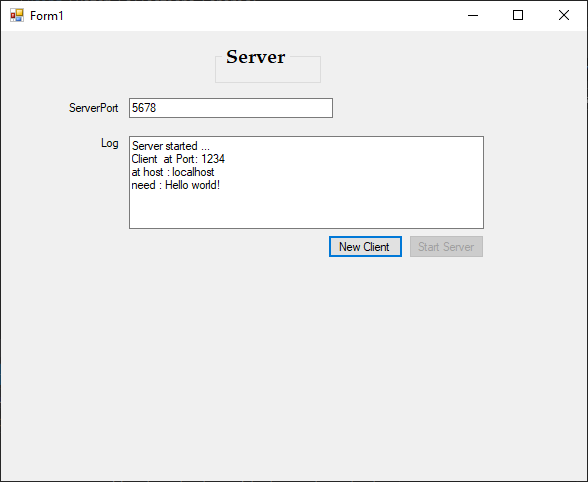 Form1
Server
ServerPort 5678
Log
Server started ...
Client  at Port: 1234
at host : localhost
need : Hello world!
New Client Start Server